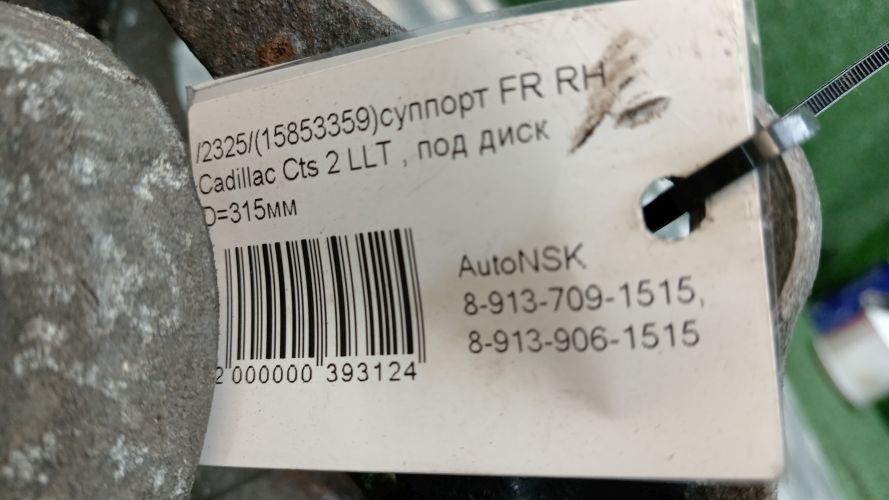 /2325/(15853359)суппорт FR RH
Cadillac Cts 2 LLT , под диск
D=315мм
AutoNSK
8-913-709-1515,
8-913-906-1515
2 000000 393124